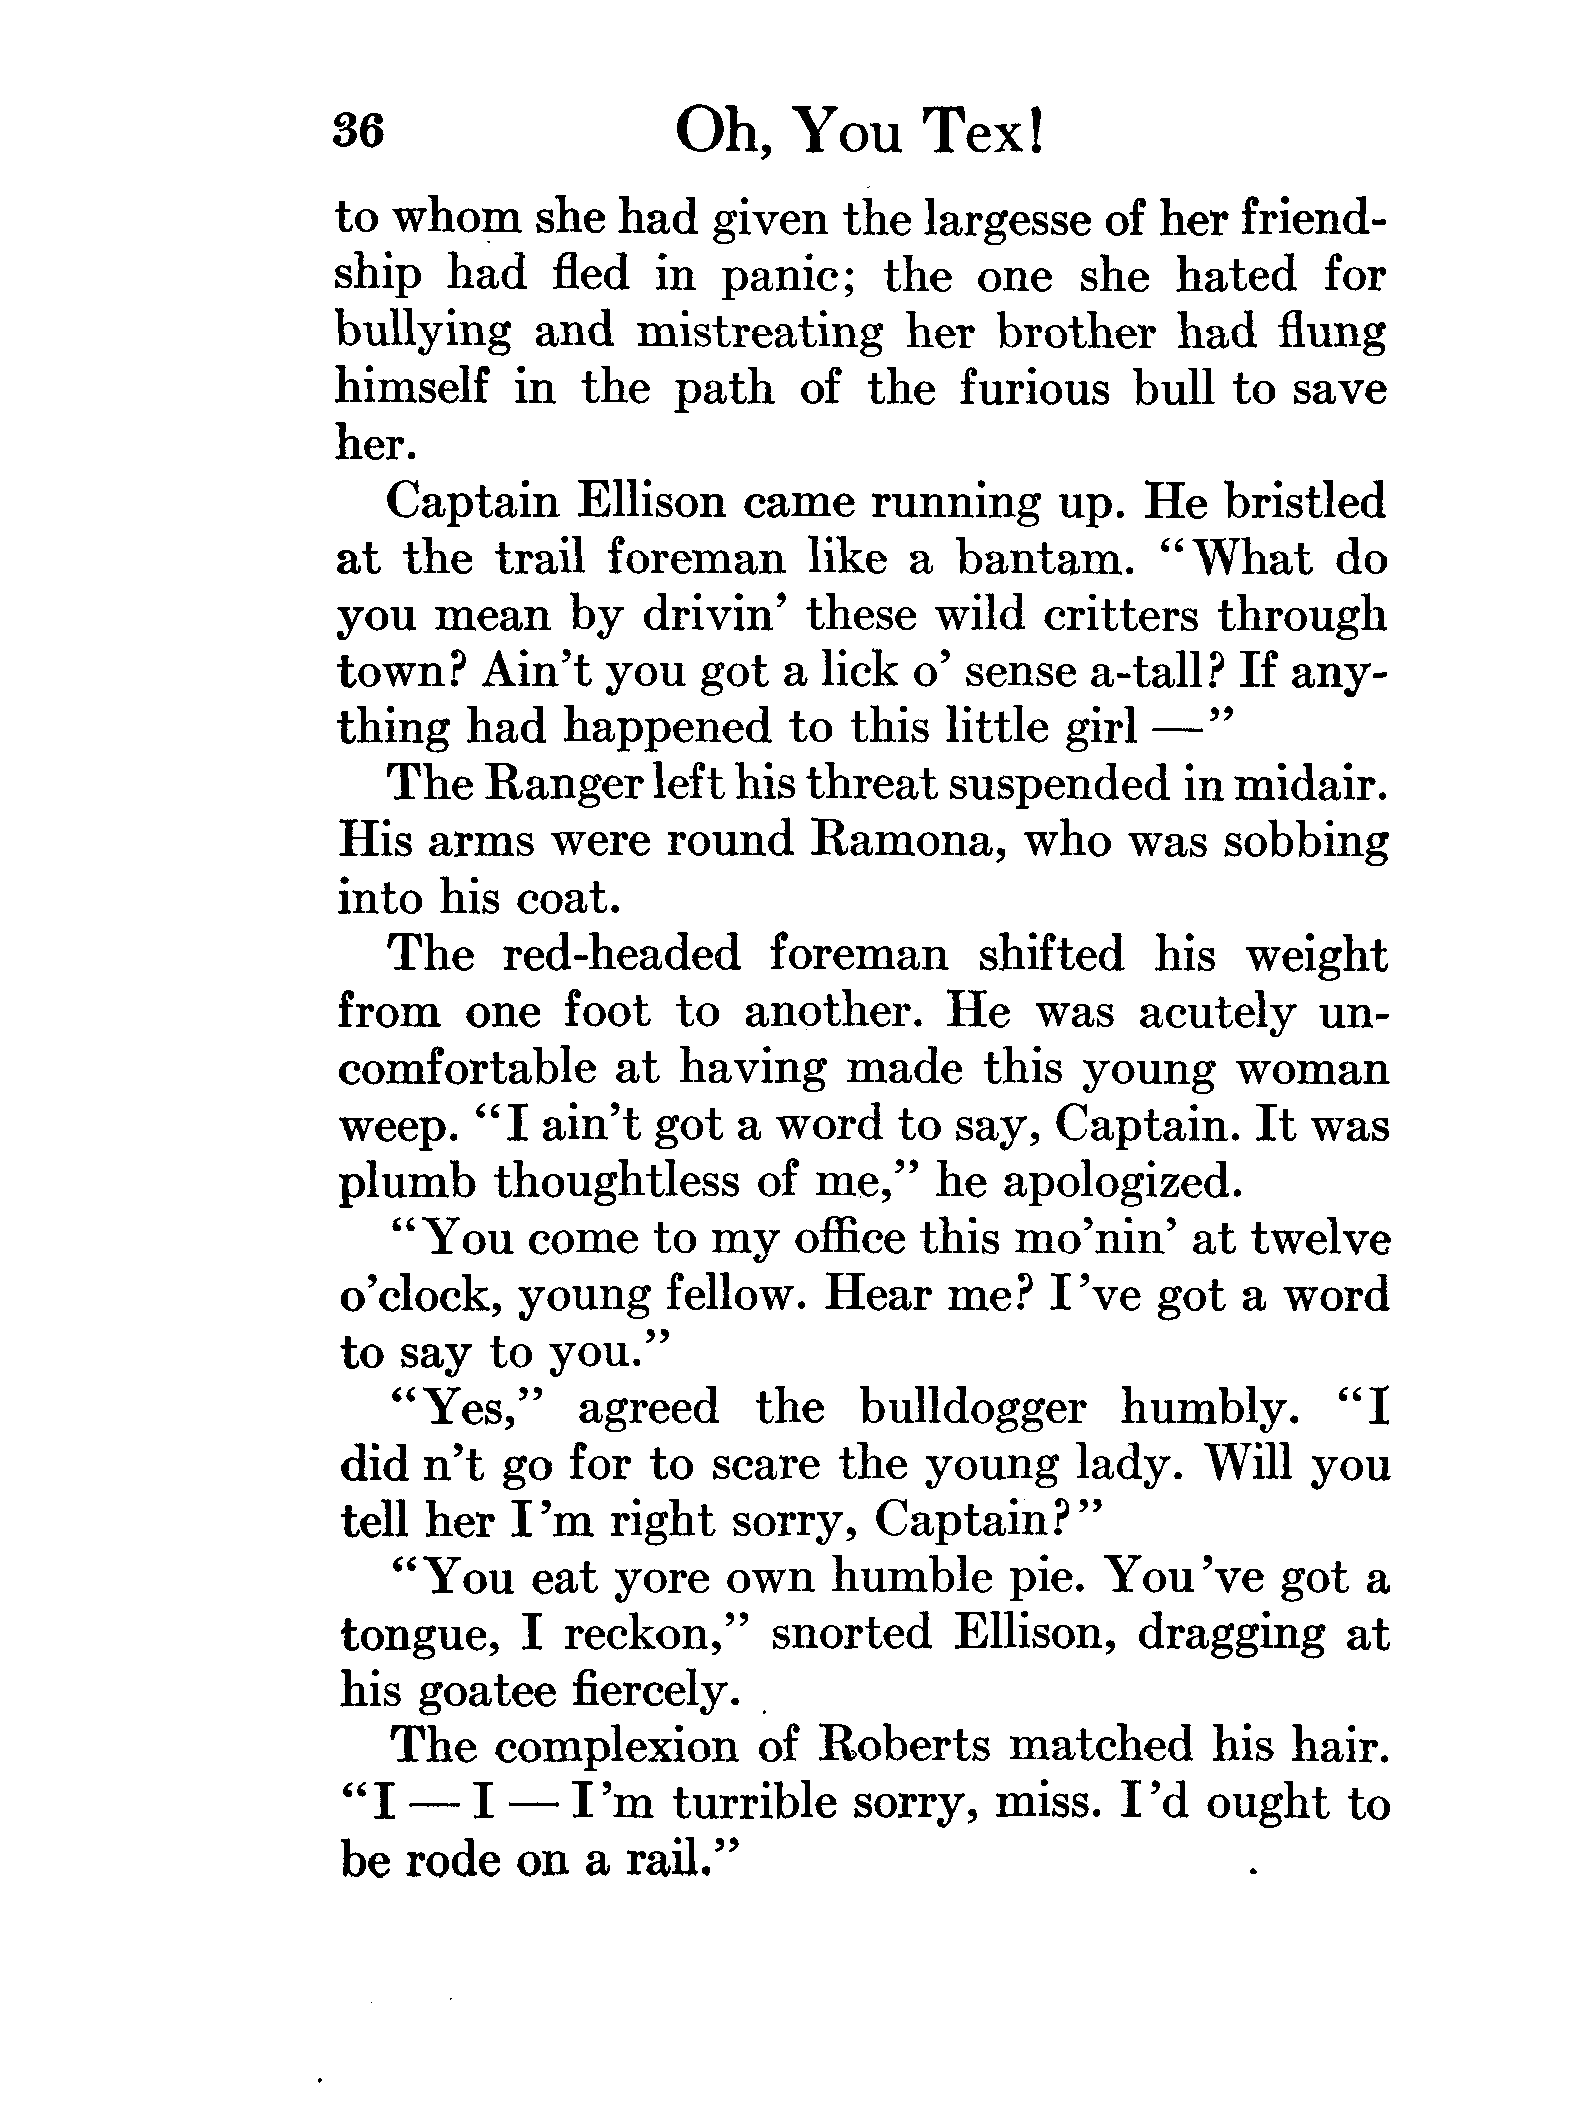 36 Oh, You Tex!
to whom she had given the largesse of her friend-
ship had fled in panic; the one she hated for
bullying and mistreating her brother had flung
himself in the path of the furious bull to save
her.
Captain Ellison came running up. He bristled
at the trail foreman like a bantam. “What do
you mean by drivin’ these wild critters through
town? Ain’t you got a lick o’ sense a-tall? If any-
thing had happened to this little girl —”
The Ranger left his threat suspended in midair.
His arms were round Ramona, who was sobbing
into his coat.
The red-headed foreman shifted his weight
from one foot to another. He was acutely un-
comfortable at having made this young woman
weep. “I ain’t got a word to say, Captain. It was
plumb thoughtless of me,” he apologized.
“You come to my office this mo’nin’ at twelve
o’clock, young fellow. Hear me? I’ve got a word
to say to you.”
“Yes,” agreed the bulldogger humbly. “I
did n’t go for to scare the young lady. Will you
tell her I’m right sorry, Captain?”
“You eat yore own humble pie. You’ve got a
tongue, I reckon,” snorted Ellison, dragging at
his goatee fiercely.
The complexion of Roberts matched his hair.
“I — I — I’m turrible sorry, miss. I’d ought to
be rode on a rail.”